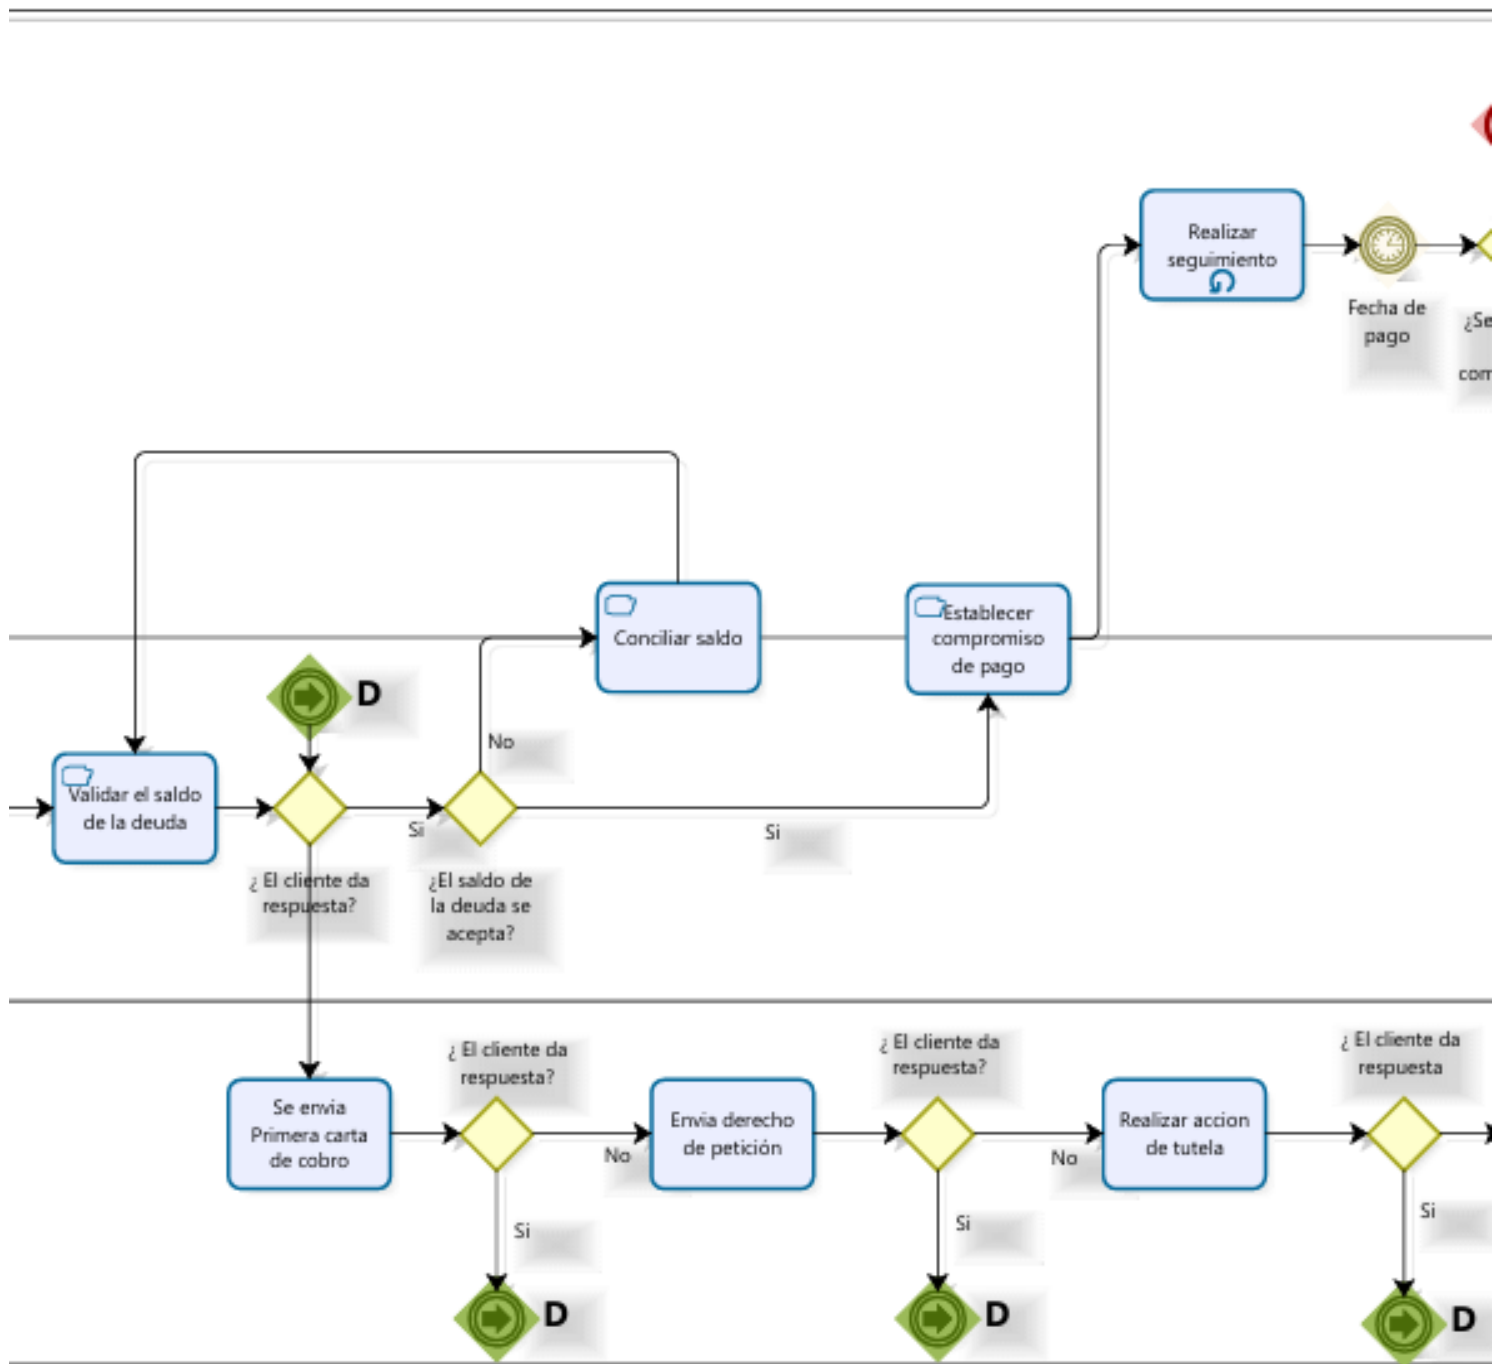 Realizar
seguimiento
Fecha de
pago
¿Se
com
Conciliar saldo
Establecer
compromiso
de pago
D
No
Validar el saldo
de la deuda
Si
Si
¿ El cliente da
respuesta?
¿El saldo de
la deuda se
acepta?
¿ El cliente da
respuesta?
¿ El cliente da
respuesta?
¿ El cliente da
respuesta
Se envia
Primera carta
de cobro
No
Envia derecho
de petición
No
Realizar accion
de tutela
Si
Si
Si
D
D
D